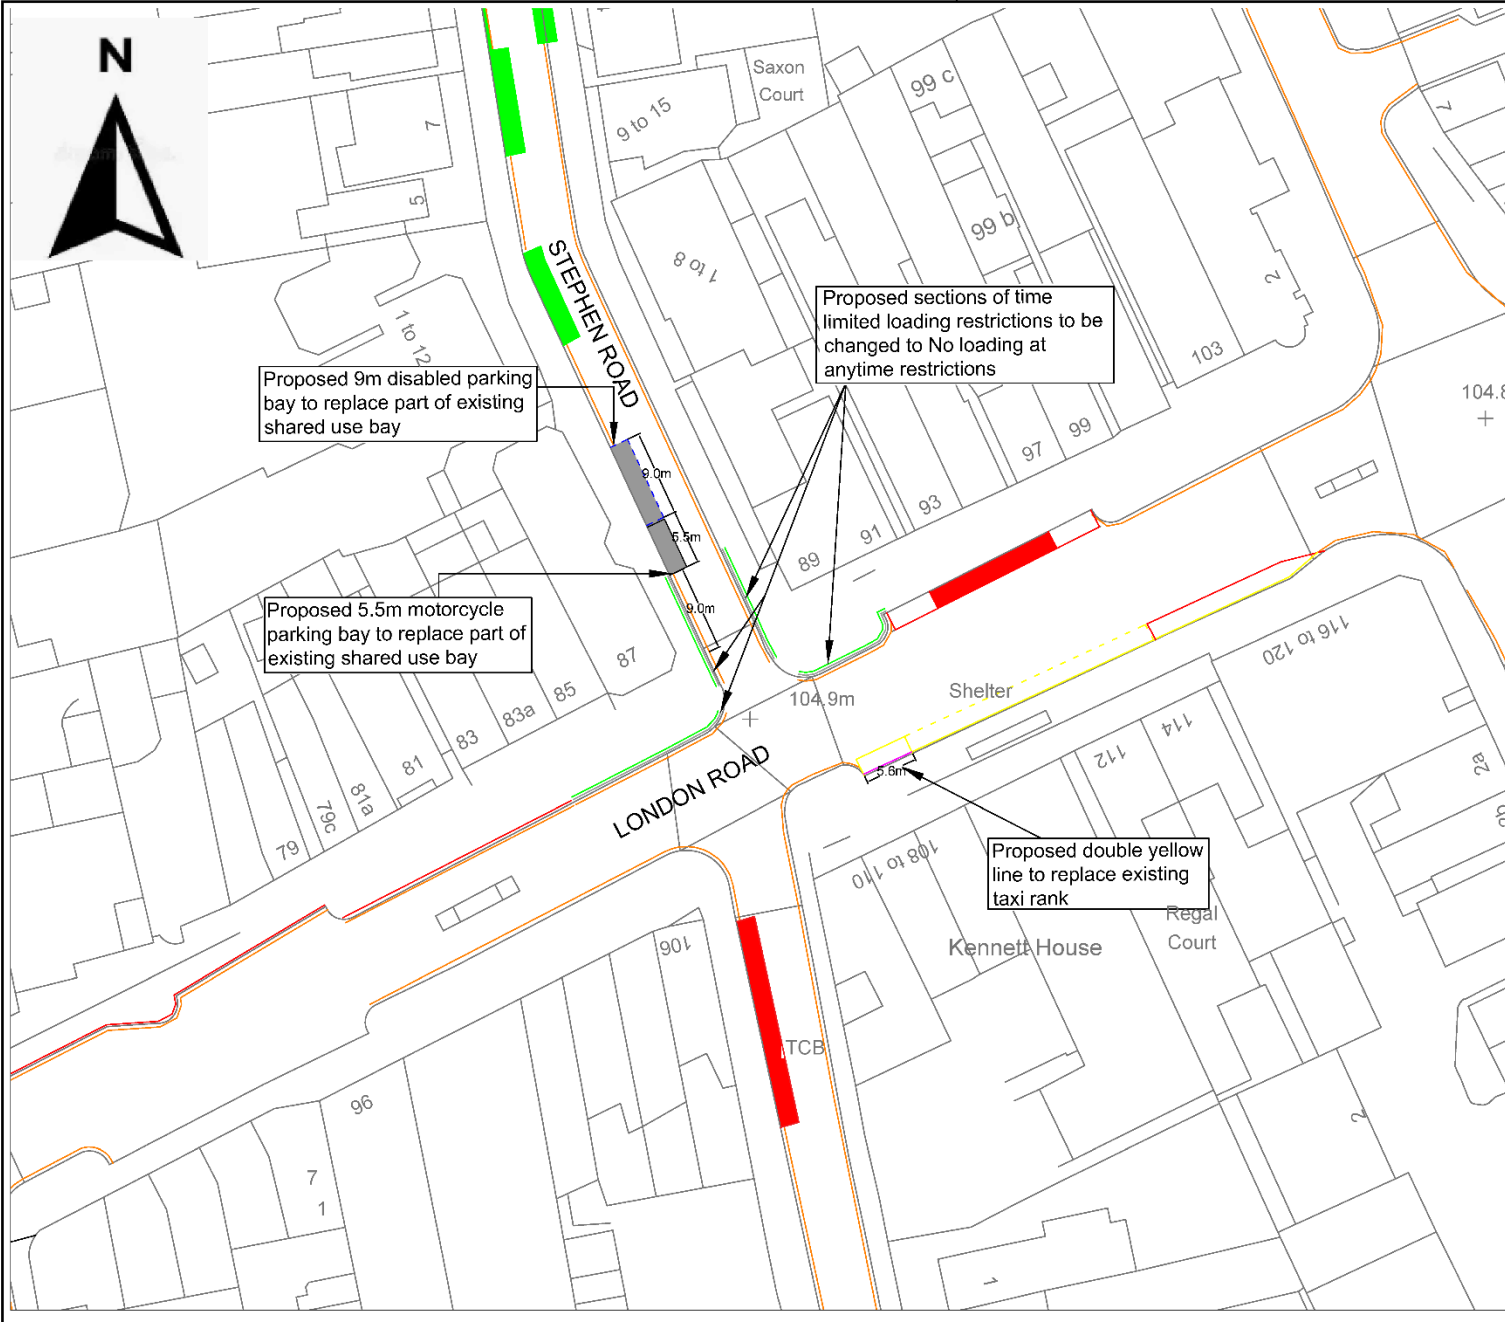 N
Saxon
Court
99 c
9 to 15
7
7
5
99 b
1 to 8
2
STEPHEN ROAD
Proposed sections of time
limited loading restrictions to be
changed to No loading at
anytime restrictions
1 to 12
103
Proposed 9m disabled parking
bay to replace part of existing
shared use bay
104.8
99
97
9.0m
93
91
5.5m
89
Proposed 5.5m motorcycle
parking bay to replace part of
existing shared use bay
9.0m
116 to 120
87
85
83a
83
81
81a
79c
79
Shelter
104.9m
114
112
2a
LONDON ROAD
5.6m
108 to 110
Proposed double yellow
line to replace existing
taxi rank
Regal
Court
Kennett House
106
TCB
96
2
7
1
1